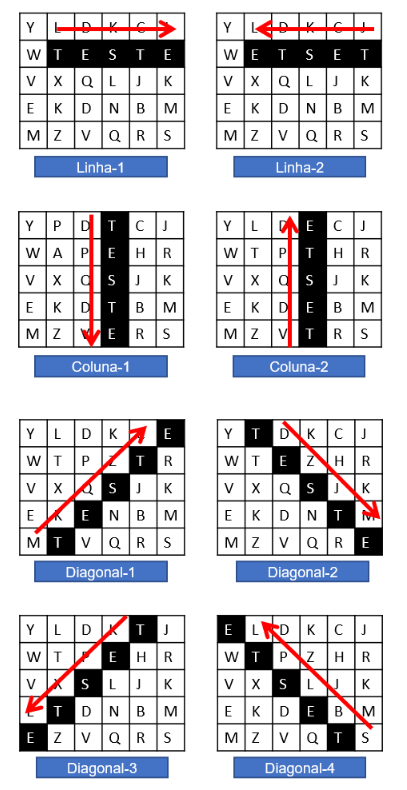 Y L D K C J
W T E S T E
V X Q L J K
E K D N B M
M Z V Q R S
Linha-1
Y L D K C J
W E T S E T
V X Q L J K
E K D N B M
M Z V Q R S
Linha-2
Y P D T C J
W A P E H R
V X Q S J K
E K D T B M
M Z V E R S
Coluna-1
Y L D E C J
W T P T H R
V X Q S J K
E K D E B M
M Z V T R S
Coluna-2
Y L D K C E
W T P Z T R
V X Q S J K
E K E N B M
M T V Q R S
Diagonal-1
Y T D K C J
W T E Z H R
V X Q S J K
E K D N T M
M Z V Q R E
Diagonal-2
Y L D K T J
W T P E H R
V X S L J K
E T D N B M
E Z V Q R S
Diagonal-3
E L D K C J
W T P Z H R
V X S L J K
E K D E B M
M Z V Q T S
Diagonal-4